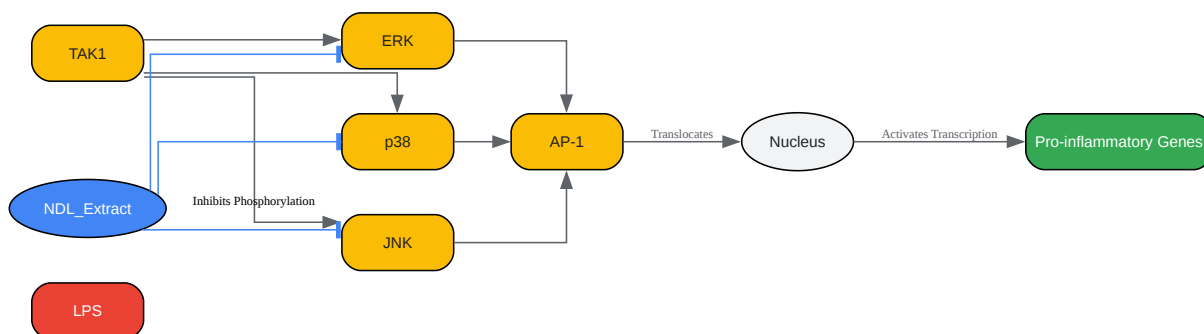 TAK1
ERK
p38
AP-1
Translocates
Nucleus
Activates Transcription
Pro-inflammatory Genes
NDL_Extract
Inhibits Phosphorylation
JNK
LPS